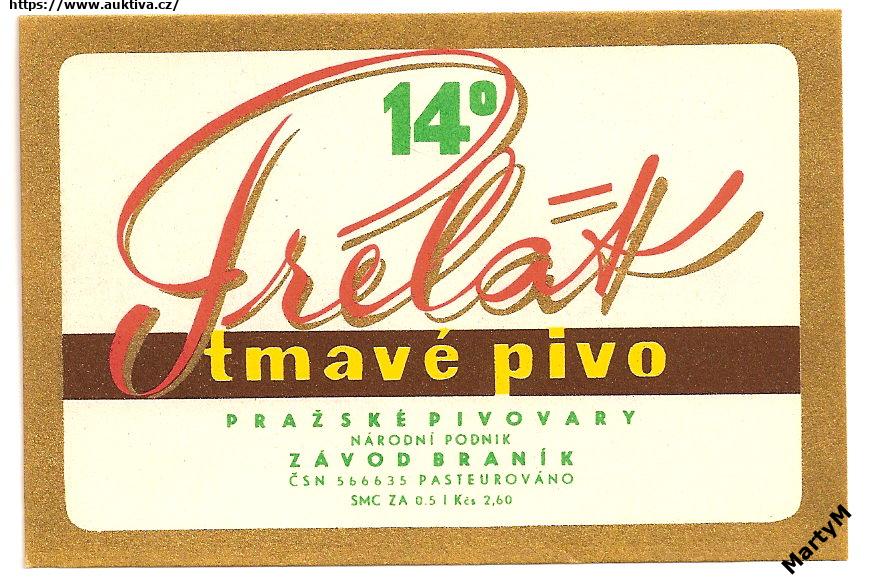 https://www.auktiva.cz/
14°
Prelát
tmavé pivo
PRAŽSKÉ PIVOVARY
NÁRODNÍ PODNIK
ZÁVOD BRANÍK
ČSN 566635 PASTEUROVÁNO
SMC ZA 0.5 l Kčs 2,60
MartyM